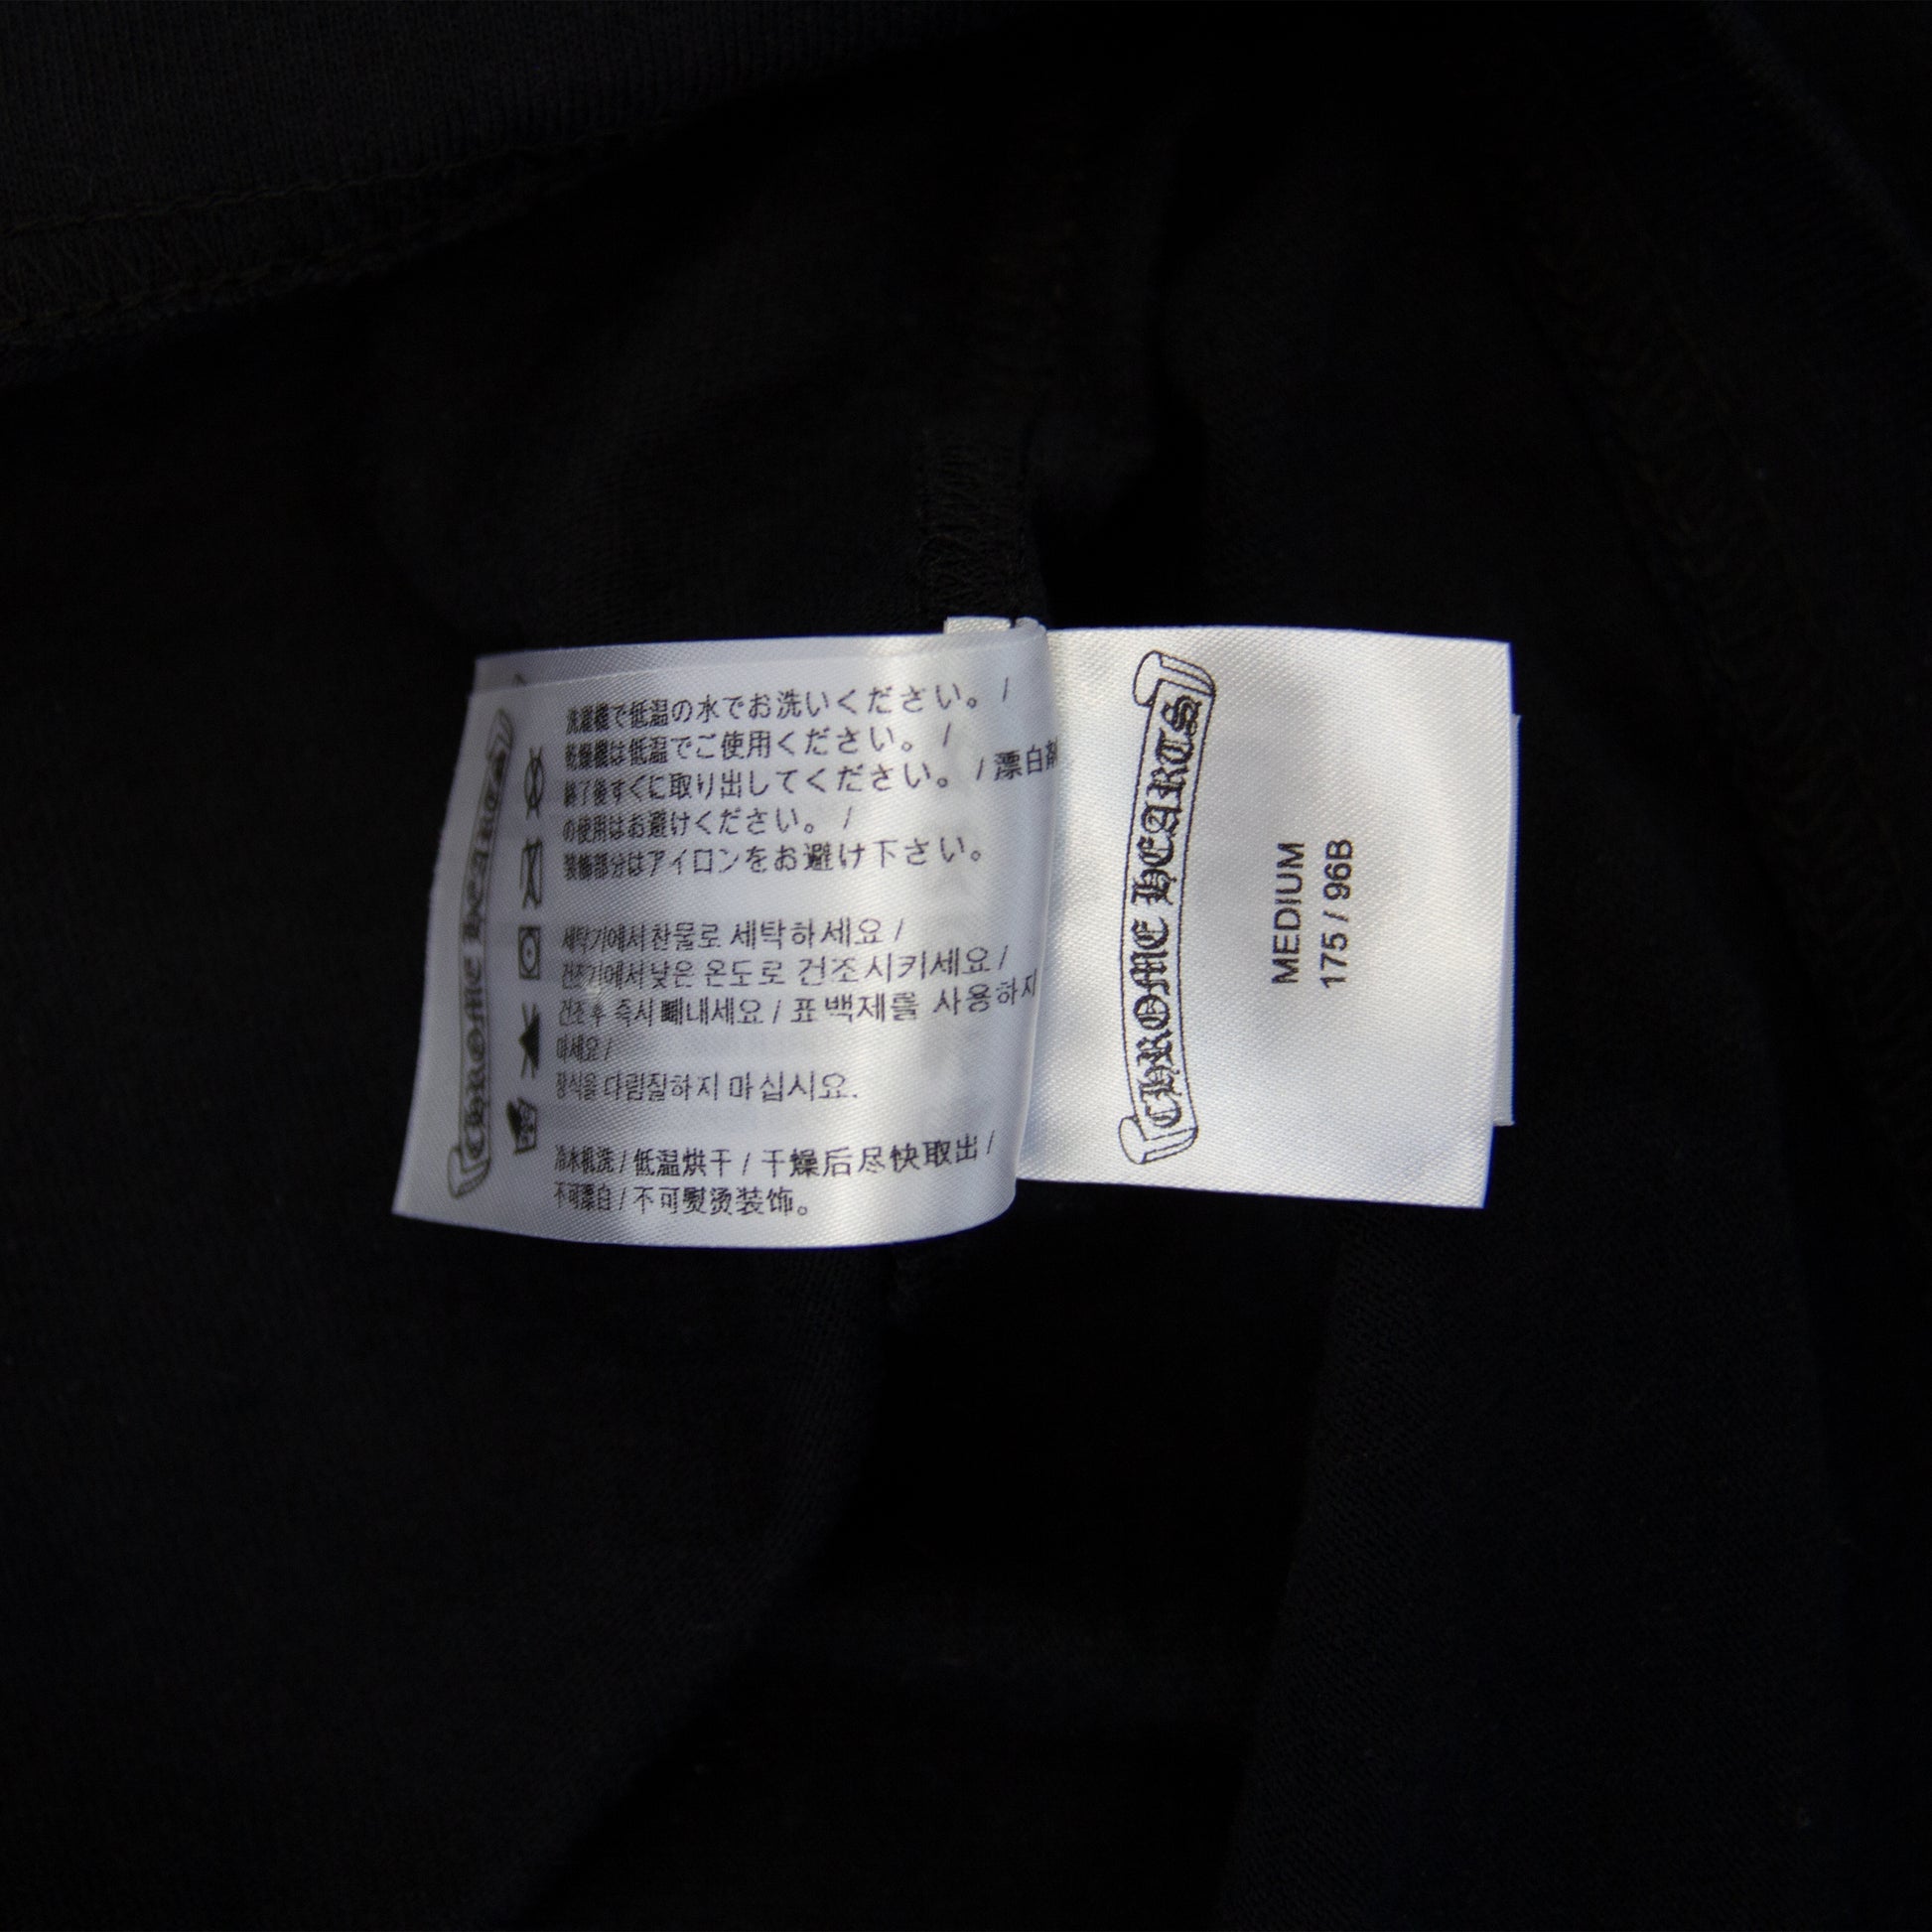 CHROME HEARTS
洗濯機で低温の水でお洗いください。 /
乾燥機は低温でご使用ください。 /
終了後すぐに取り出してください。 / 漂白剤
の使用はお避けください。 /
装飾部分はアイロンをお避け下さい。
세탁기에서 찬물로 세탁하세요 /
건조기에서 낮은 온도로 건조시키세요 /
건조 후 즉시 빼내세요 / 표백제를 사용하지
마세요 /
장식을 다림질하지 마십시오.
冷水机洗 / 低温烘干 / 干燥后尽快取出 /
不可漂白 / 不可熨烫装饰。
CHROME HEARTS
MEDIUM
175 / 96B